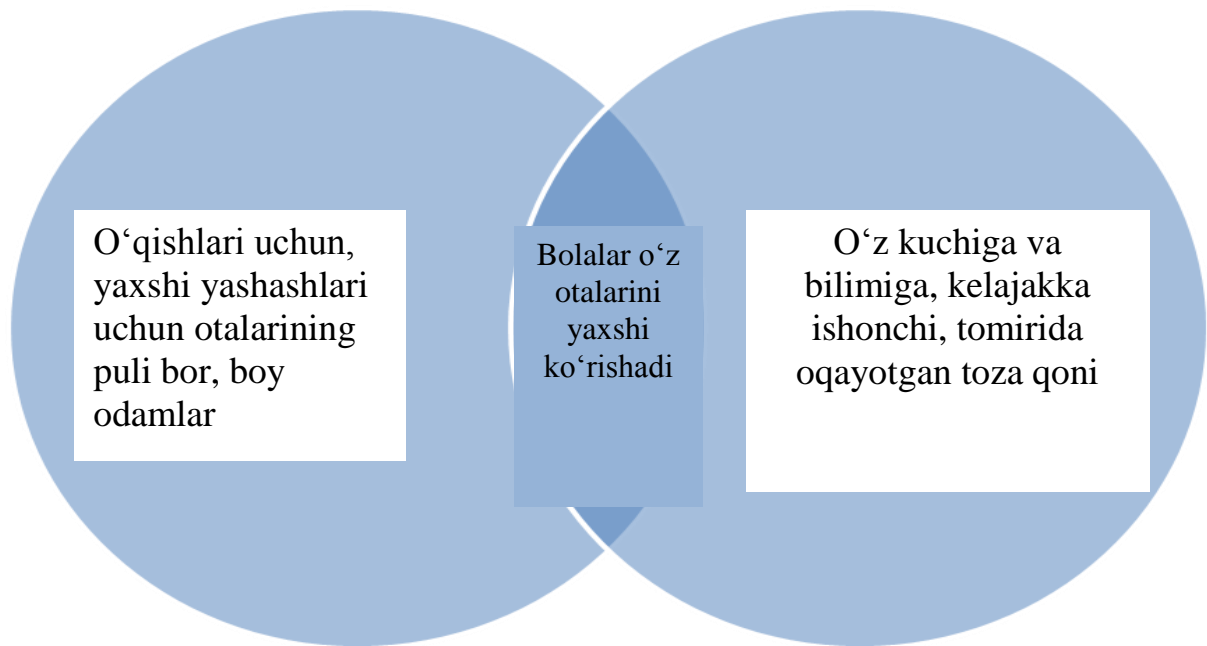 O‘qishlari uchun,
yaxshi yashashlari
uchun otalarining
puli bor, boy
odamlar
Bolalar o‘z
otalarini
yaxshi
ko‘rishadi
O‘z kuchiga va
bilimiga, kelajakka
ishonchi, tomirida
oqayotgan toza qoni